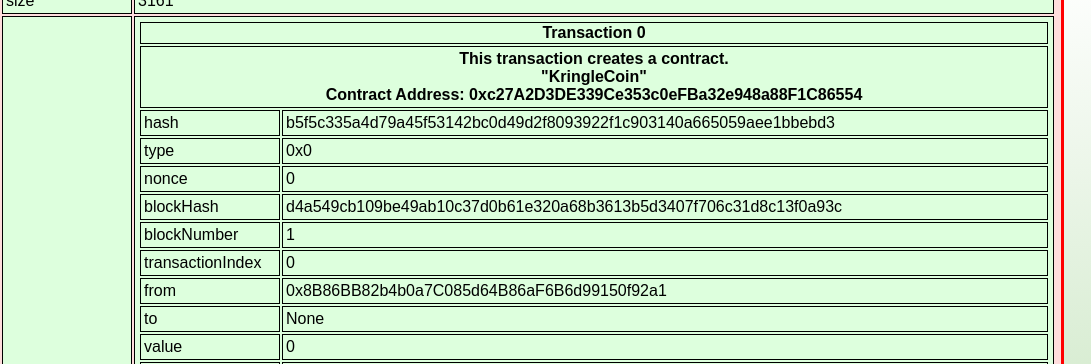 size 3161
Transaction 0
This transaction creates a contract.
"KringleCoin"
Contract Address: 0xc27A2D3DE339Ce353c0eFBa32e948a88F1C86554
hash b5f5c335a4d79a45f53142bc0d49d2f8093922f1c903140a665059aee1bbebd3
type 0x0
nonce 0
blockHash d4a549cb109be49ab10c37d0b61e320a68b3613b5d3407f706c31d8c13f0a93c
blockNumber 1
transactionIndex 0
from 0x8B86BB82b4b0a7C085d64B86aF6B6d99150f92a1
to None
value 0